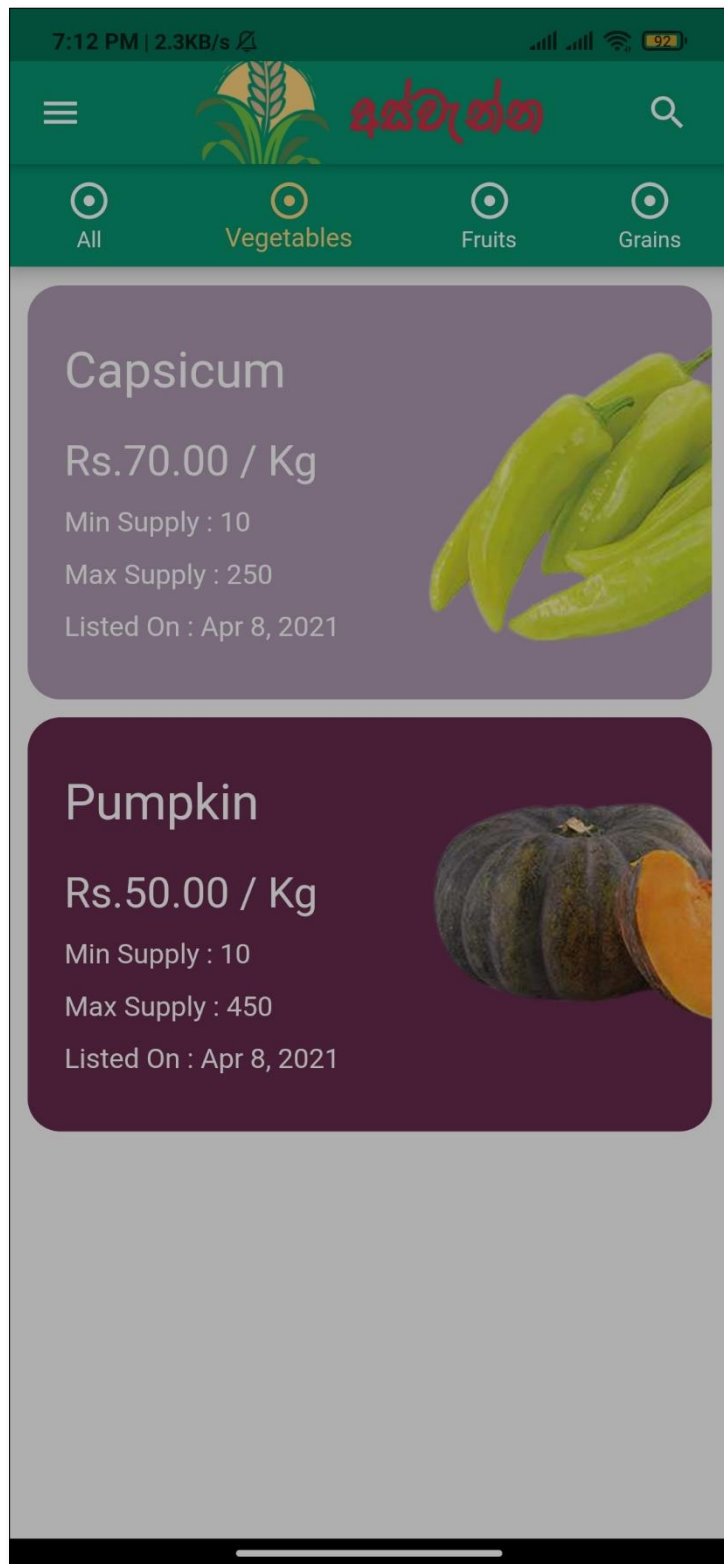 7:12 PM | 2.3KB/s 92
අස්වැන්න
All Vegetables Fruits Grains
Capsicum
Rs.70.00 / Kg
Min Supply : 10
Max Supply : 250
Listed On : Apr 8, 2021
Pumpkin
Rs.50.00 / Kg
Min Supply : 10
Max Supply : 450
Listed On : Apr 8, 2021